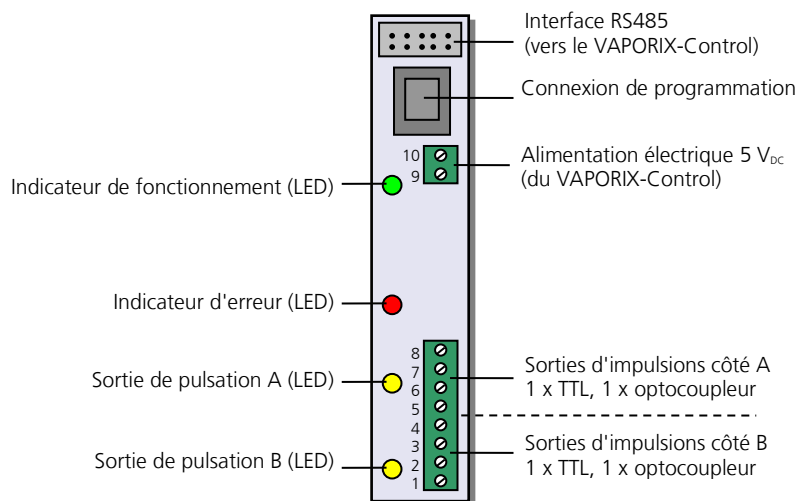 Interface RS485
(vers le VAPORIX-Control)
Connexion de programmation
10
9
Alimentation électrique 5 VDC
(du VAPORIX-Control)
Indicateur de fonctionnement (LED)
Indicateur d'erreur (LED)
8
7
6
5
4
3
2
1
Sorties d'impulsions côté A
1 x TTL, 1 x optocoupleur
Sortie de pulsation A (LED)
Sorties d'impulsions côté B
1 x TTL, 1 x optocoupleur
Sortie de pulsation B (LED)